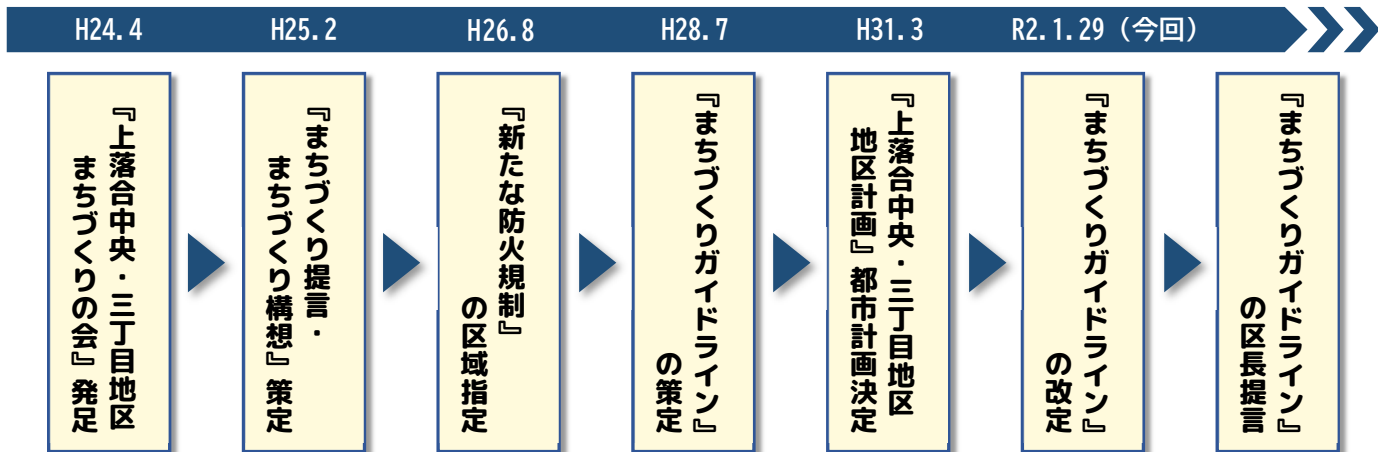 H24.4
H25.2
H26.8
H28.7
H31.3
R2.1.29（今回）
『上落合中央・三丁目地区
まちづくりの会』発足
『まちづくり提言・
まちづくり構想』策定
『新たな防火規制』
の区域指定
『まちづくりガイドライン』
の策定
『上落合中央・三丁目地区
地区計画』都市計画決定
『まちづくりガイドライン』
の改定
『まちづくりガイドライン』
の区長提言